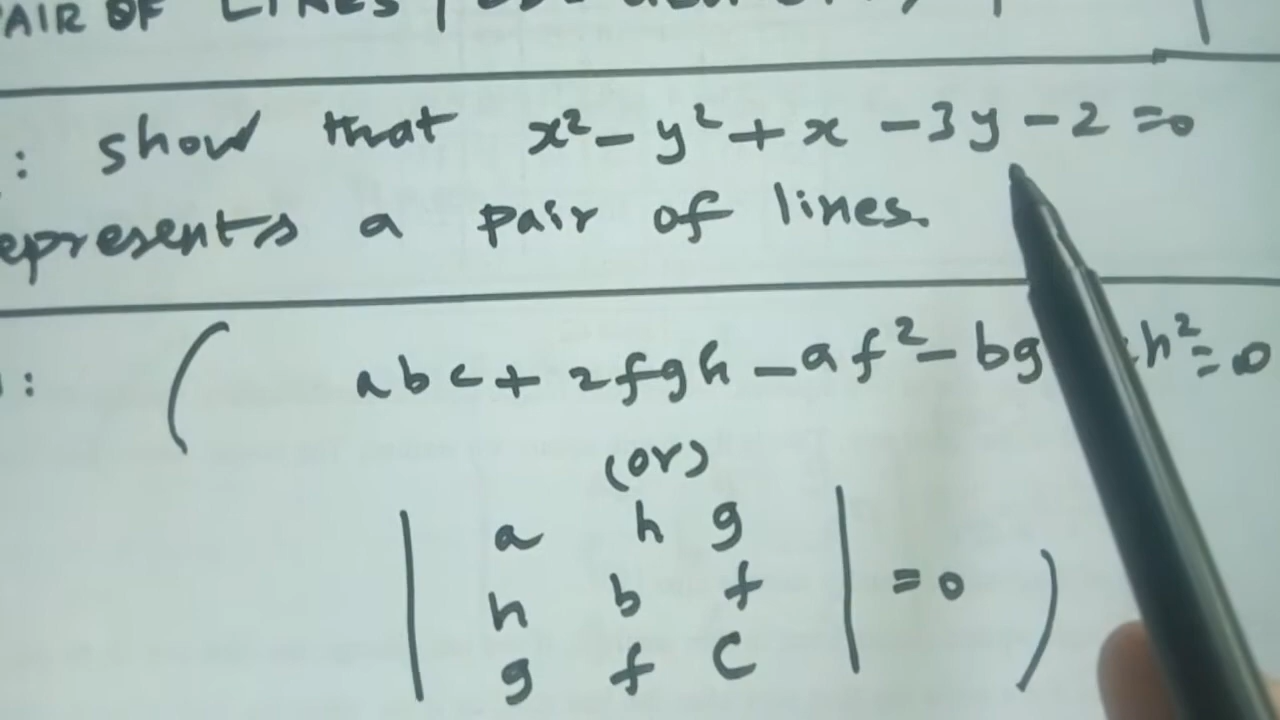 PAIR OF LINES
: show that x² - y² + x - 3y - 2 = 0
epresents a pair of lines.
: ( abc + 2fgh - af² - bg h² = 0
(or)
| a h g |
| h b f | = 0 )
| g f c |